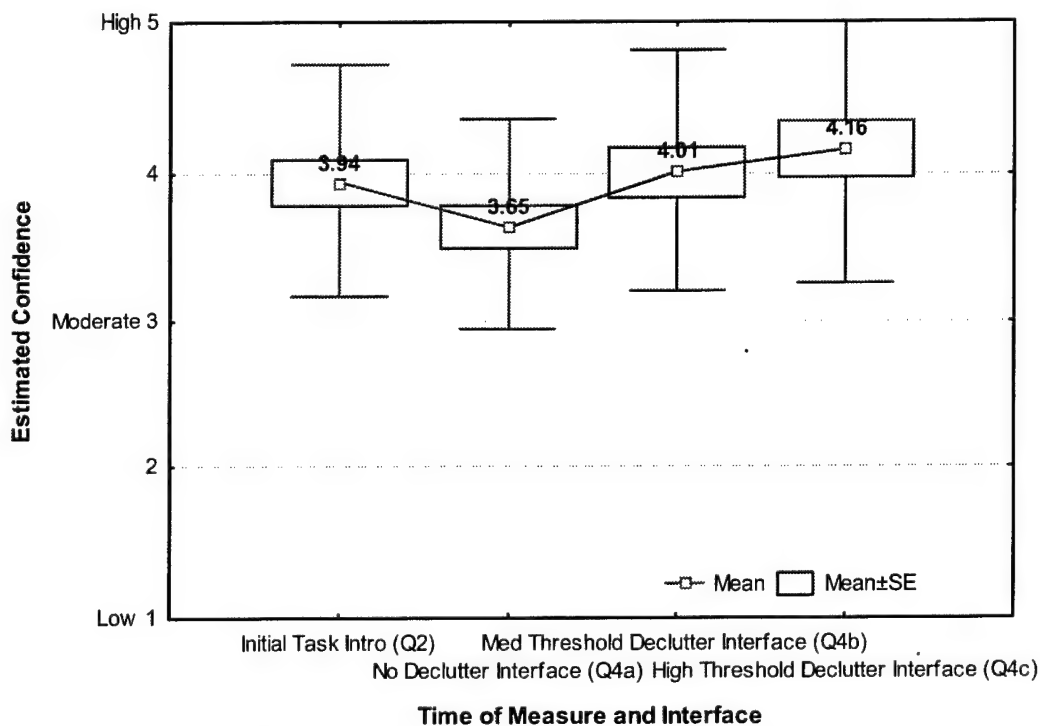 High 5
4.16
4.01
3.94
4
3.65
Estimated Confidence
Moderate 3
2
Mean Mean±SE
Low 1
Initial Task Intro (Q2) Med Threshold Declutter Interface (Q4b)
No Declutter Interface (Q4a) High Threshold Declutter Interface (Q4c)
Time of Measure and Interface